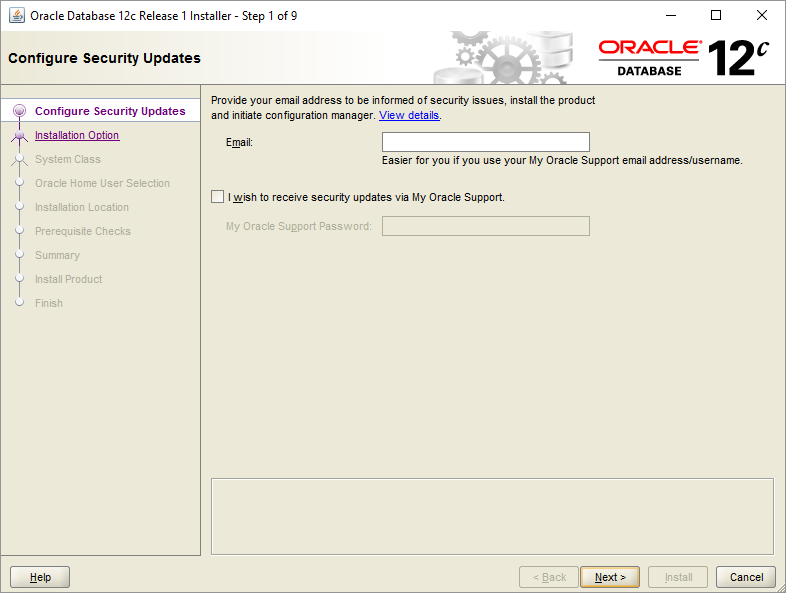 Oracle Database 12c Release 1 Installer - Step 1 of 9
Configure Security Updates
ORACLE®
DATABASE
12c
Configure Security Updates
Installation Option
System Class
Oracle Home User Selection
Installation Location
Prerequisite Checks
Summary
Install Product
Finish
Provide your email address to be informed of security issues, install the product
and initiate configuration manager. View details.
Email:
Easier for you if you use your My Oracle Support email address/username.
I wish to receive security updates via My Oracle Support.
My Oracle Support Password:
Help
< Back
Next >
Install
Cancel